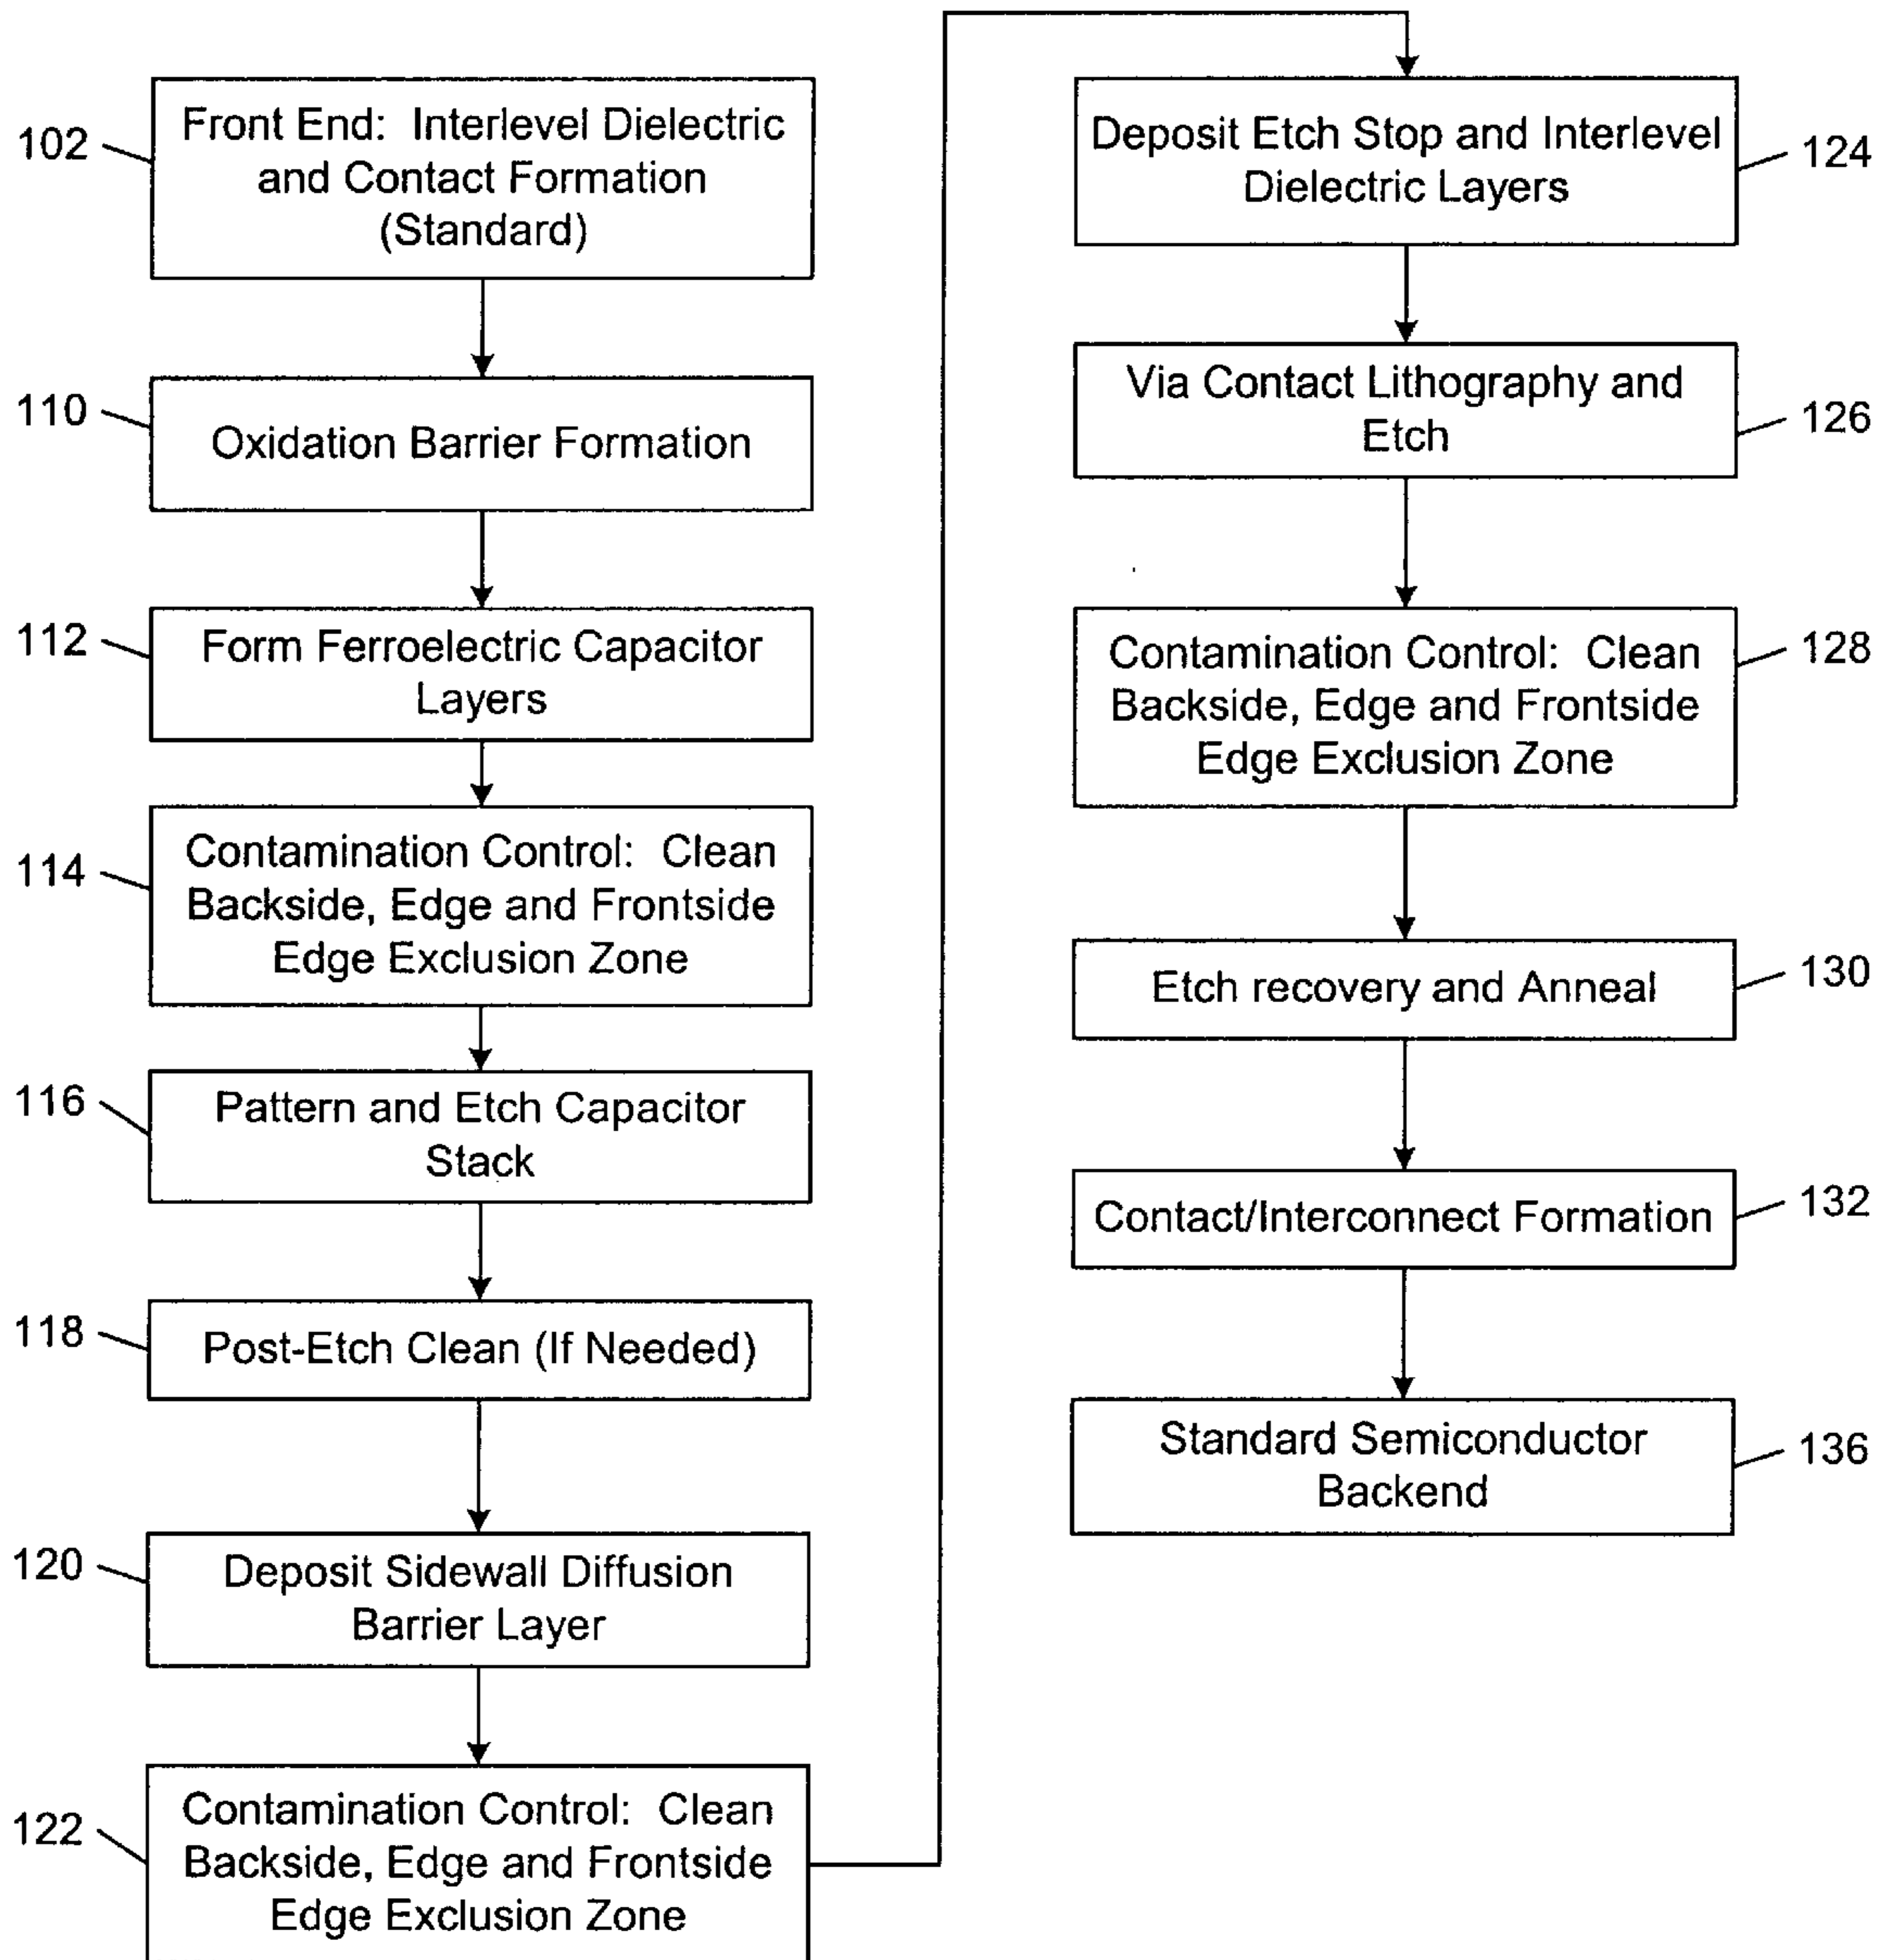 102
Front End: Interlevel Dielectric
and Contact Formation
(Standard)
110
Oxidation Barrier Formation
112
Form Ferroelectric Capacitor
Layers
114
Contamination Control: Clean
Backside, Edge and Frontside
Edge Exclusion Zone
116
Pattern and Etch Capacitor
Stack
118
Post-Etch Clean (If Needed)
120
Deposit Sidewall Diffusion
Barrier Layer
122
Contamination Control: Clean
Backside, Edge and Frontside
Edge Exclusion Zone
Deposit Etch Stop and Interlevel
Dielectric Layers
124
Via Contact Lithography and
Etch
126
Contamination Control: Clean
Backside, Edge and Frontside
Edge Exclusion Zone
128
Etch recovery and Anneal
130
Contact/Interconnect Formation
132
Standard Semiconductor
Backend
136